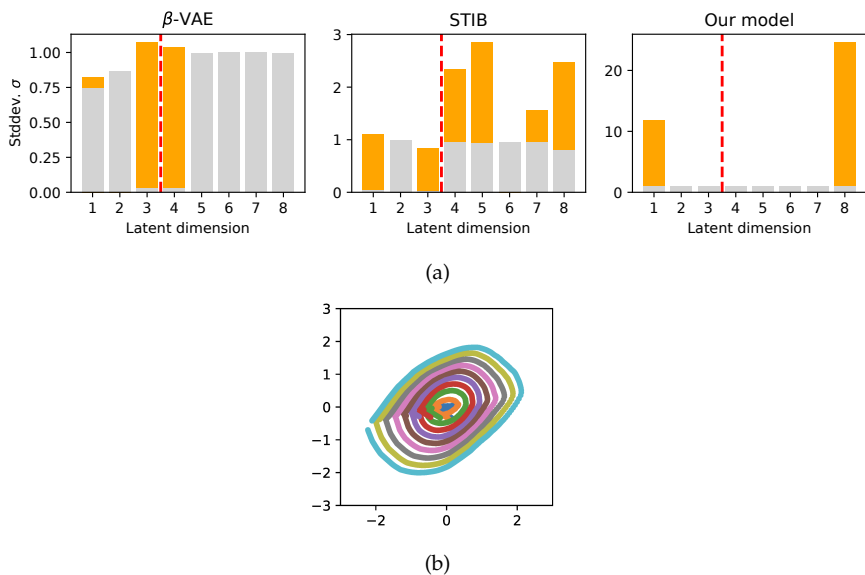 β-VAE
STIB
Our model
Stddev. σ
1.00
0.75
0.50
0.25
0.00
3
2
1
0
20
10
0
1 2 3 4 5 6 7 8
1 2 3 4 5 6 7 8
1 2 3 4 5 6 7 8
Latent dimension
Latent dimension
Latent dimension
(a)
3
2
1
0
−1
−2
−3
−2 0 2
(b)